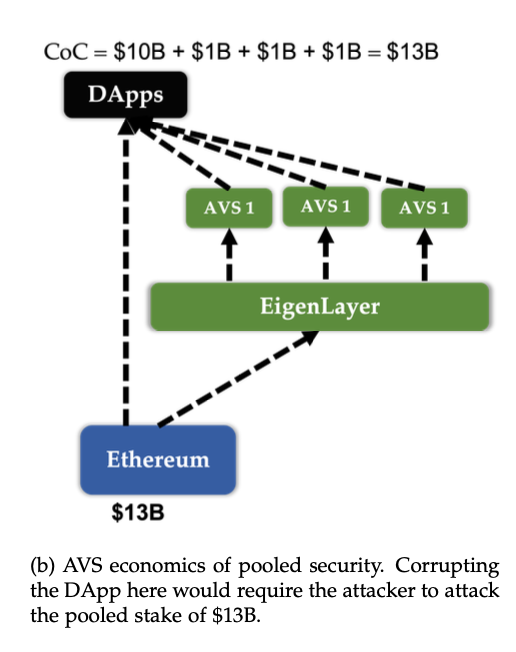 CoC = $10B + $1B + $1B + $1B = $13B
DApps
AVS 1
AVS 1
AVS 1
EigenLayer
Ethereum
$13B
(b) AVS economics of pooled security. Corrupting
the DApp here would require the attacker to attack
the pooled stake of $13B.